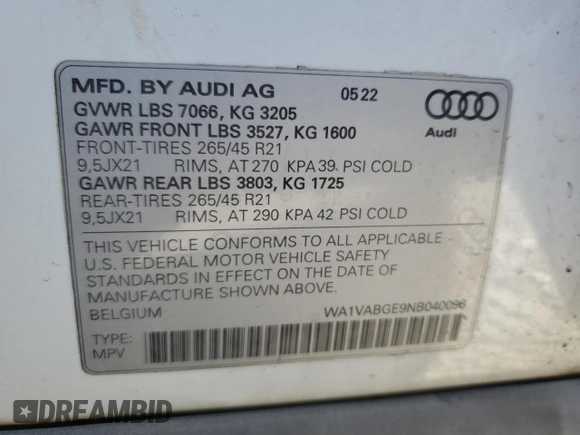 MFD. BY AUDI AG 05 22
GVWR LBS 7066, KG 3205
GAWR FRONT LBS 3527, KG 1600
FRONT-TIRES 265/45 R21
9,5JX21 RIMS, AT 270 KPA 39 PSI COLD
GAWR REAR LBS 3803, KG 1725
REAR-TIRES 265/45 R21
9,5JX21 RIMS, AT 290 KPA 42 PSI COLD
Audi
THIS VEHICLE CONFORMS TO ALL APPLICABLE -
U.S. FEDERAL MOTOR VEHICLE SAFETY
STANDARDS IN EFFECT ON THE DATE OF
MANUFACTURE SHOWN ABOVE.
BELGIUM WA1VABGE9NB040096
TYPE:
MPV
DREAMBID